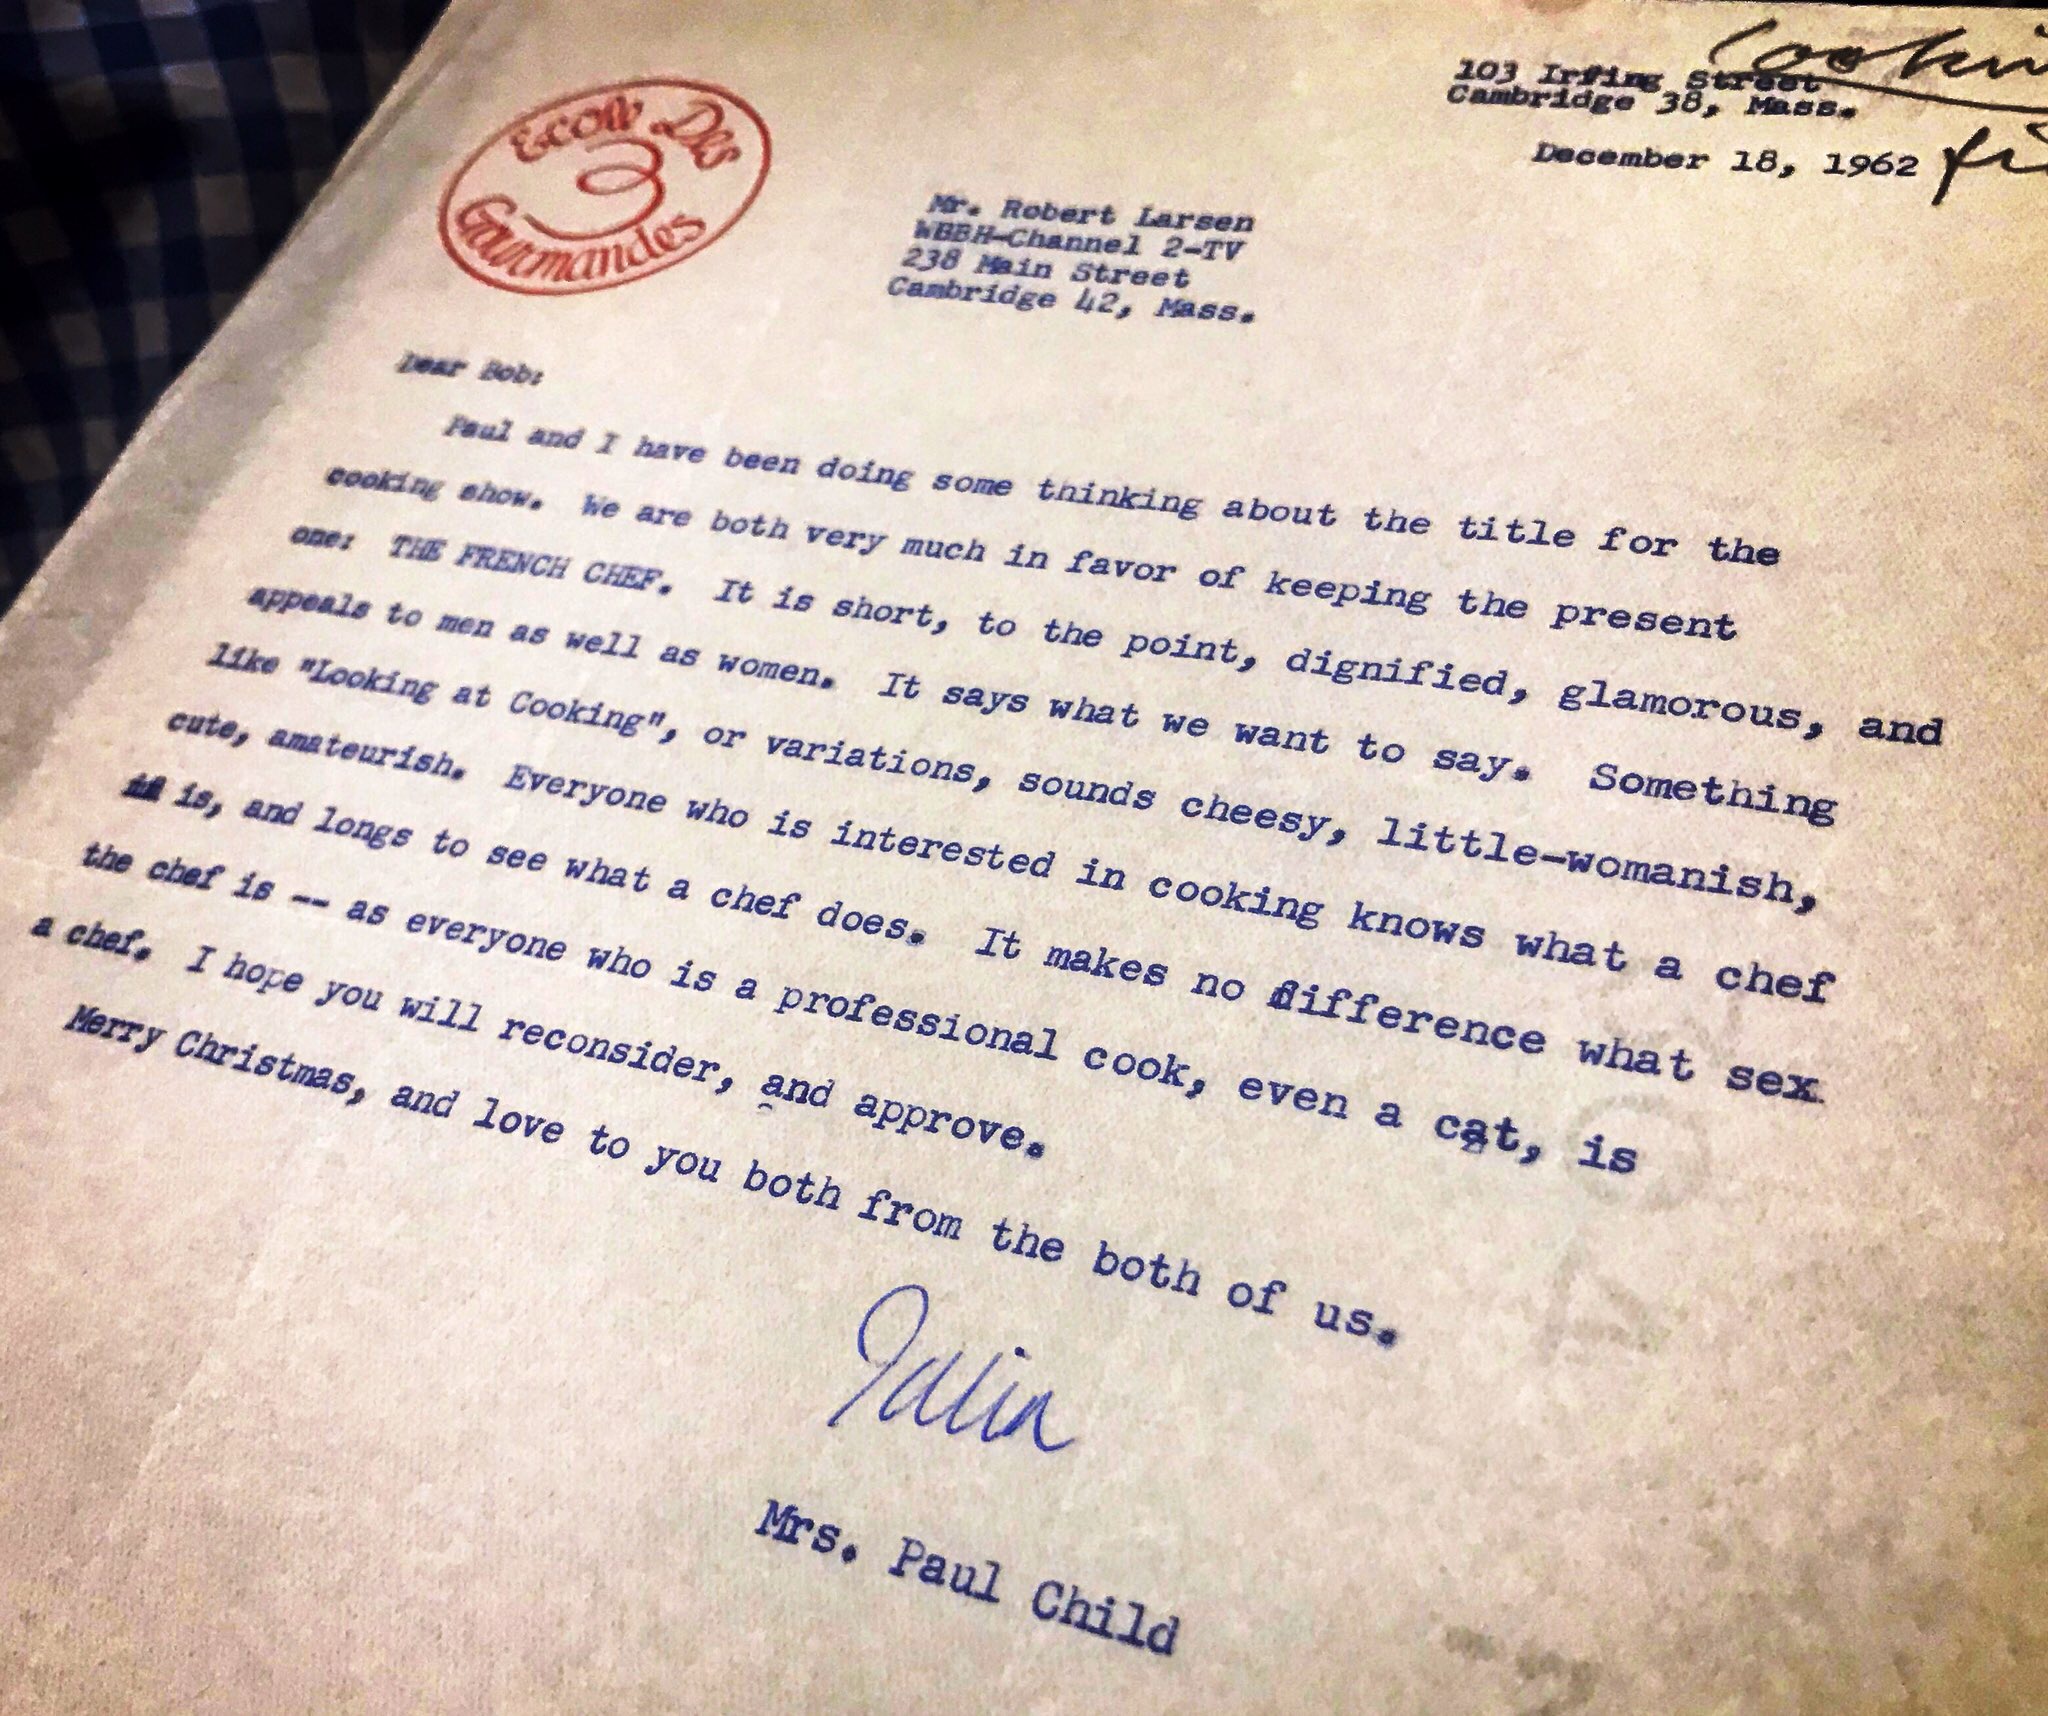 Ecole Des
3
Gourmandes
103 Irving Street
Cambridge 38, Mass.
December 18, 1962
Mr. Robert Larsen
WBBH-Channel 2-TV
238 Main Street
Cambridge 42, Mass.
Dear Bob:
Paul and I have been doing some thinking about the title for the
cooking show. We are both very much in favor of keeping the present
one: THE FRENCH CHEF. It is short, to the point, dignified, glamorous, and
appeals to men as well as women. It says what we want to say. Something
like "Looking at Cooking", or variations, sounds cheesy, little-womanish,
cute, amateurish. Everyone who is interested in cooking knows what a chef
is, and longs to see what a chef does. It makes no difference what sex
the chef is -- as everyone who is a professional cook, even a cat, is
a chef. I hope you will reconsider, and approve.
Merry Christmas, and love to you both from the both of us.
Julia
Mrs. Paul Child